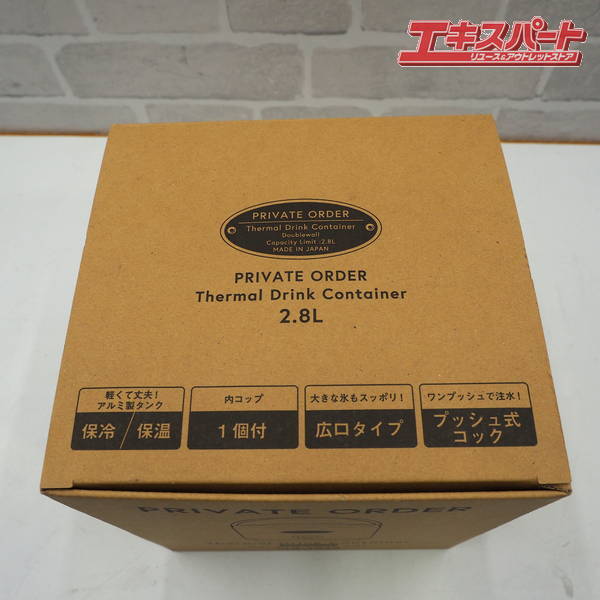 エキスパート
リユース&アウトレットストア
PRIVATE ORDER
Thermal Drink Container
Doublewall
Capacity Limit :2.8L
MADE IN JAPAN
PRIVATE ORDER
Thermal Drink Container
2.8L
軽くて丈夫！
アルミ製タンク
保冷/保温
内コップ
1個付
大きな氷もスッポリ！
広口タイプ
ワンプッシュで注水！
プッシュ式
コック
PRIVATE ORDER